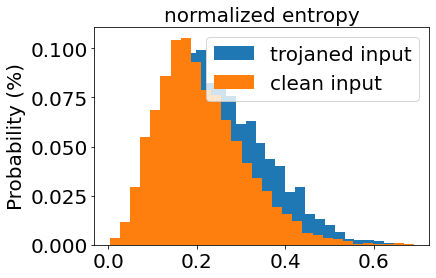 normalized entropy
Probability (%)
0.100
0.075
0.050
0.025
0.000
trojaned input
clean input
0.0 0.2 0.4 0.6